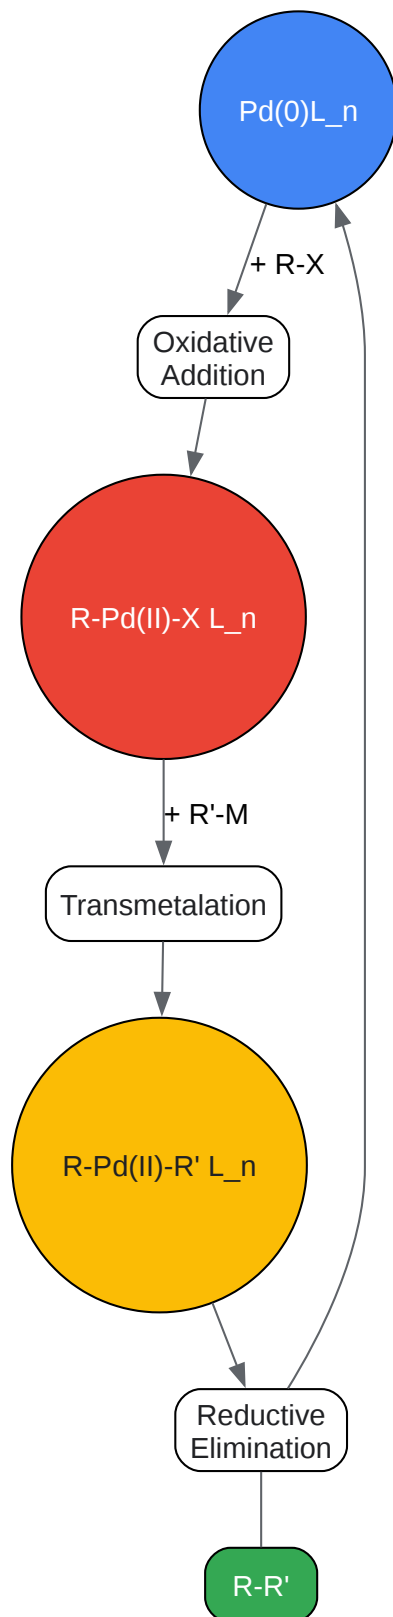 Pd(0)L_n
+ R-X
Oxidative
Addition
R-Pd(II)-X L_n
+ R'-M
Transmetalation
R-Pd(II)-R' L_n
Reductive
Elimination
R-R'